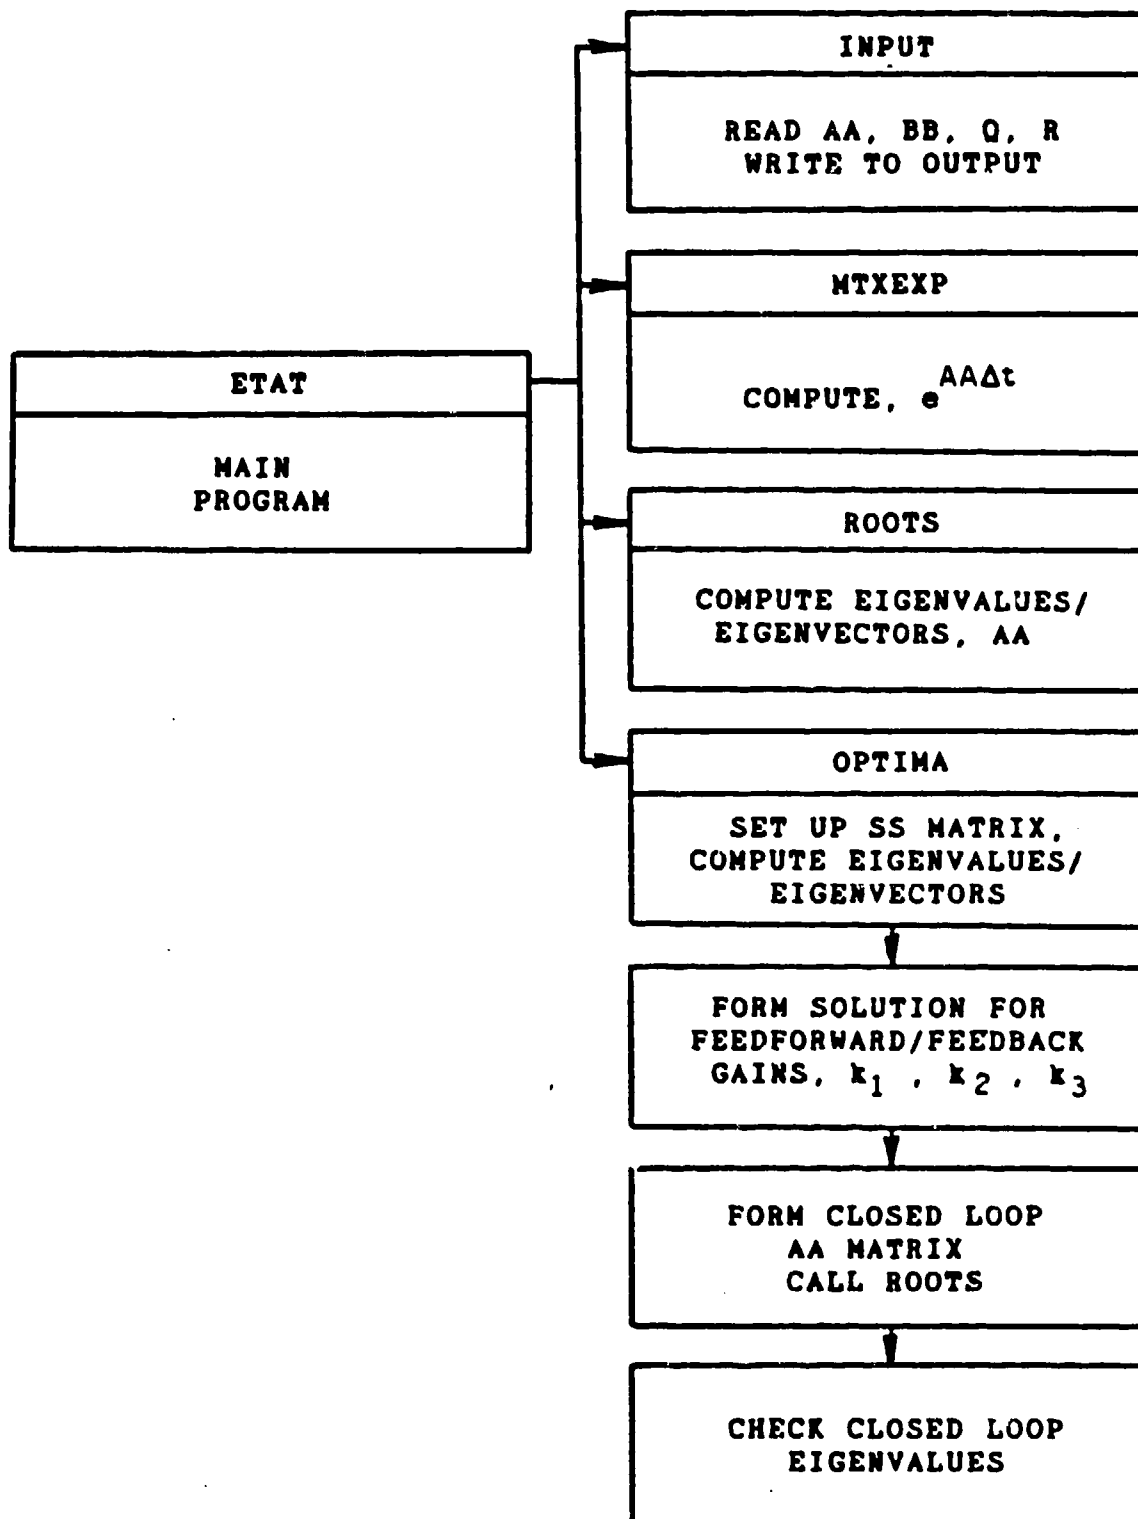 INPUT
READ AA, BB, Q, R
WRITE TO OUTPUT
MTXEXP
COMPUTE, e^AAΔt
ETAT
MAIN
PROGRAM
ROOTS
COMPUTE EIGENVALUES/
EIGENVECTORS, AA
OPTIMA
SET UP SS MATRIX,
COMPUTE EIGENVALUES/
EIGENVECTORS
FORM SOLUTION FOR
FEEDFORWARD/FEEDBACK
GAINS, k1 , k2 , k3
FORM CLOSED LOOP
AA MATRIX
CALL ROOTS
CHECK CLOSED LOOP
EIGENVALUES